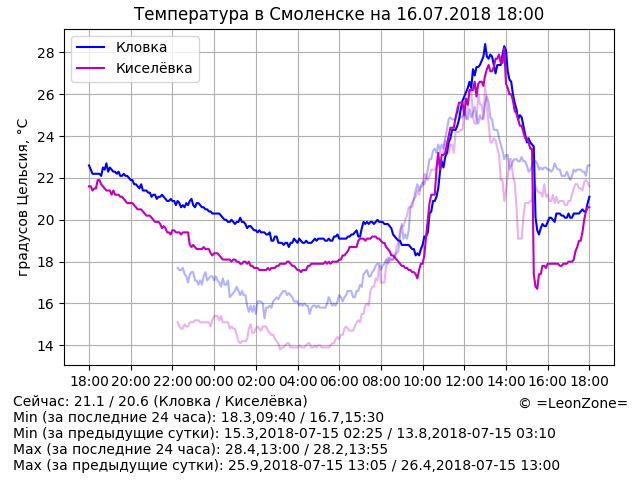 Температура в Смоленске на 16.07.2018 18:00
Кловка
Киселёвка
градусов Цельсия, °C
28
26
24
22
20
18
16
14
18:00 20:00 22:00 00:00 02:00 04:00 06:00 08:00 10:00 12:00 14:00 16:00 18:00
Сейчас: 21.1 / 20.6 (Кловка / Киселёвка)
© =LeonZone=
Min (за последние 24 часа): 18.3,09:40 / 16.7,15:30
Min (за предыдущие сутки): 15.3,2018-07-15 02:25 / 13.8,2018-07-15 03:10
Max (за последние 24 часа): 28.4,13:00 / 28.2,13:55
Max (за предыдущие сутки): 25.9,2018-07-15 13:05 / 26.4,2018-07-15 13:00